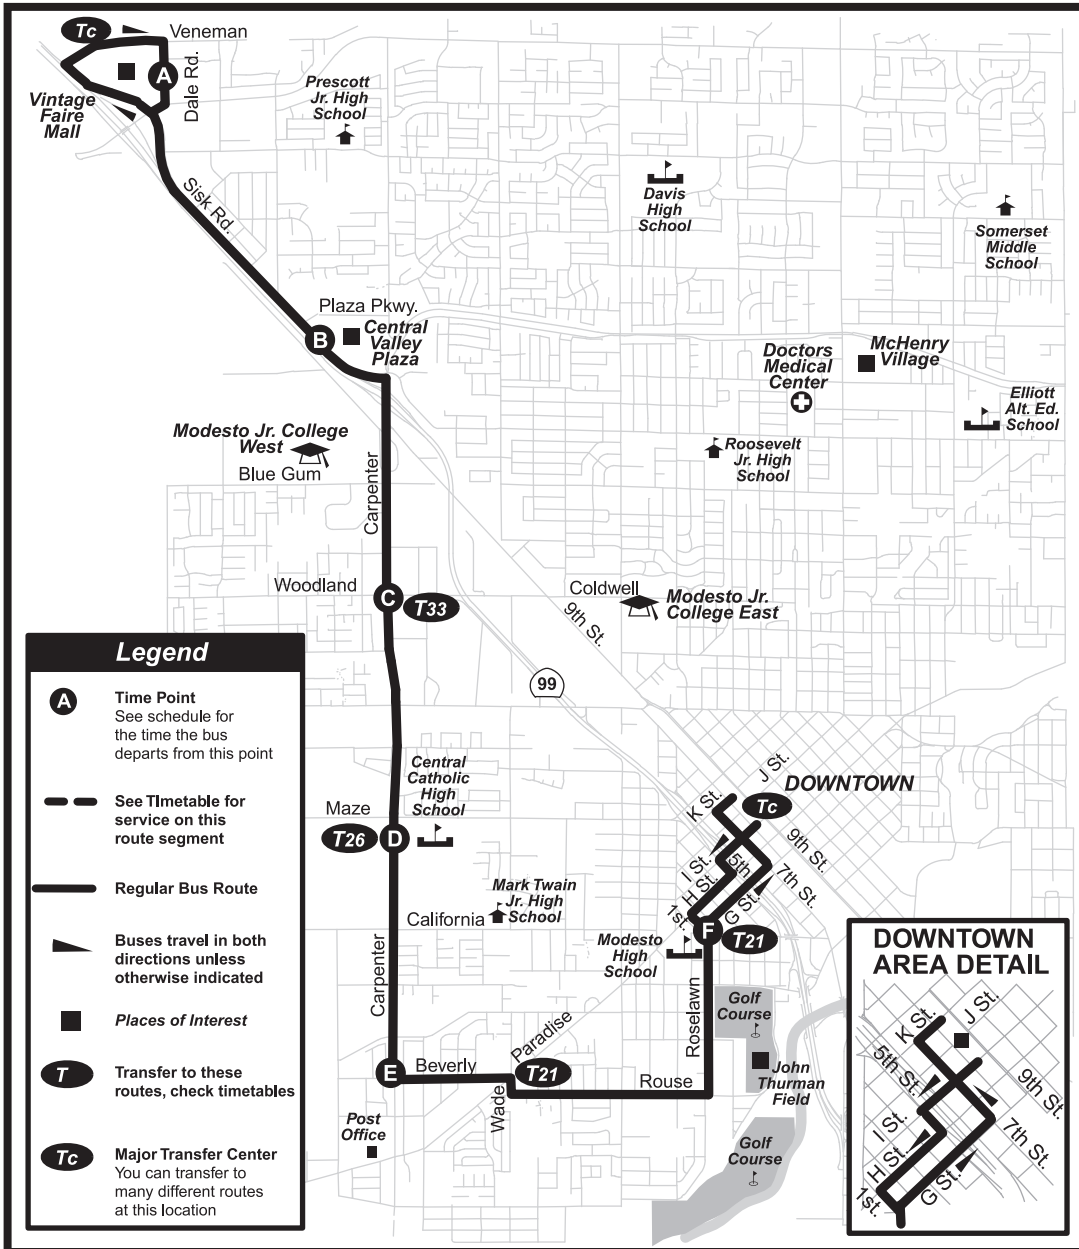 Tc
Veneman
A
Dale Rd.
Vintage
Faire
Mall
Prescott
Jr. High
School
Davis
High
School
Somerset
Middle
School
Sisk Rd.
Plaza Pkwy.
B
Central
Valley
Plaza
Doctors
Medical
Center
McHenry
Village
Elliott
Alt. Ed.
School
Modesto Jr. College
West
Blue Gum
Roosevelt
Jr. High
School
Carpenter
Woodland
C
T33
Coldwell
Modesto Jr.
College East
9th St.
99
Legend
A
Time Point
See schedule for
the time the bus
departs from this point
See TImetable for
service on this
route segment
Regular Bus Route
Buses travel in both
directions unless
otherwise indicated
Places of Interest
T
Transfer to these
routes, check timetables
Tc
Major Transfer Center
You can transfer to
many different routes
at this location
Central
Catholic
High
School
Maze
T26
D
J St.
DOWNTOWN
Tc
K St.
9th St.
I St.
5th
7th St.
H St.
G St.
1st.
F
T21
Mark Twain
Jr. High
School
California
Modesto
High
School
Carpenter
Roselawn
Golf
Course
Paradise
E
Beverly
T21
Wade
Rouse
John
Thurman
Field
Post
Office
Golf
Course
DOWNTOWN
AREA DETAIL
J St.
K St.
5th St.
9th St.
I St.
7th St.
H St.
G St.
1st.